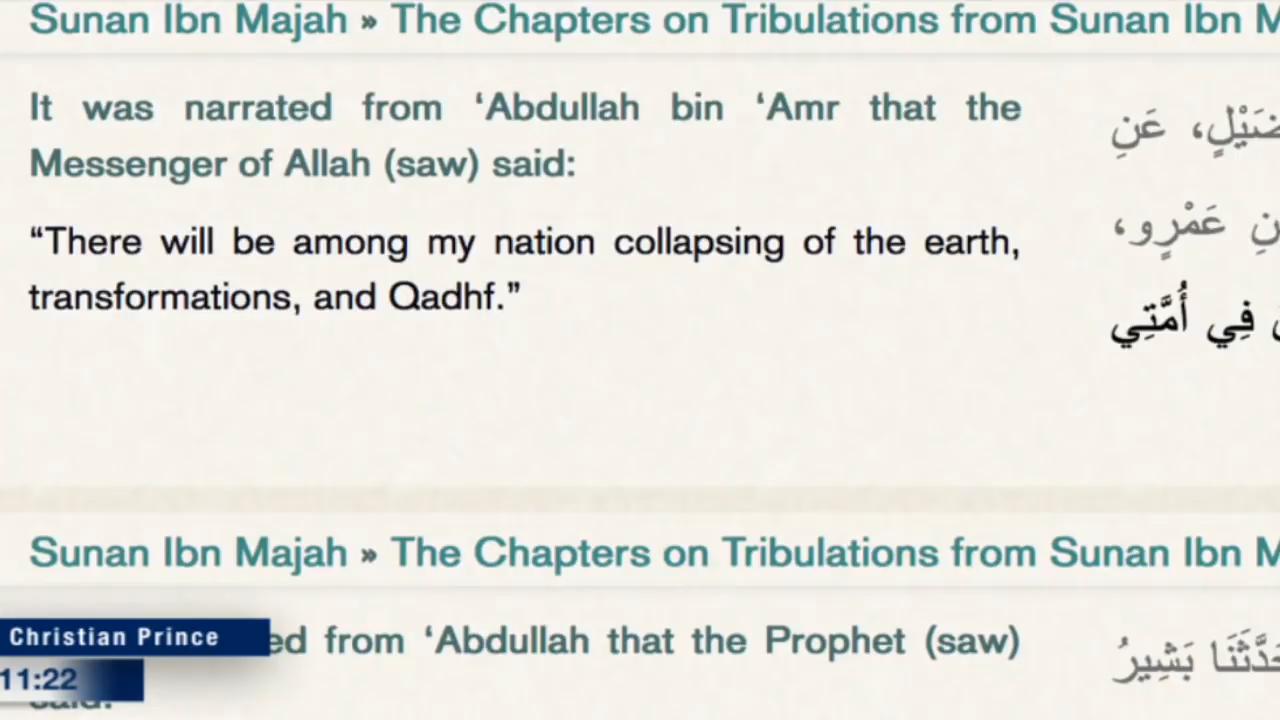 Sunan Ibn Majah » The Chapters on Tribulations from Sunan Ibn M
It was narrated from ‘Abdullah bin ‘Amr that the
Messenger of Allah (saw) said:
“There will be among my nation collapsing of the earth,
transformations, and Qadhf.”
عَنِ
عَمْرٍو،
فِي أُمَّتِي
Sunan Ibn Majah » The Chapters on Tribulations from Sunan Ibn M
ed from ‘Abdullah that the Prophet (saw)
said:
بَشِيرُ
Christian Prince
11:22